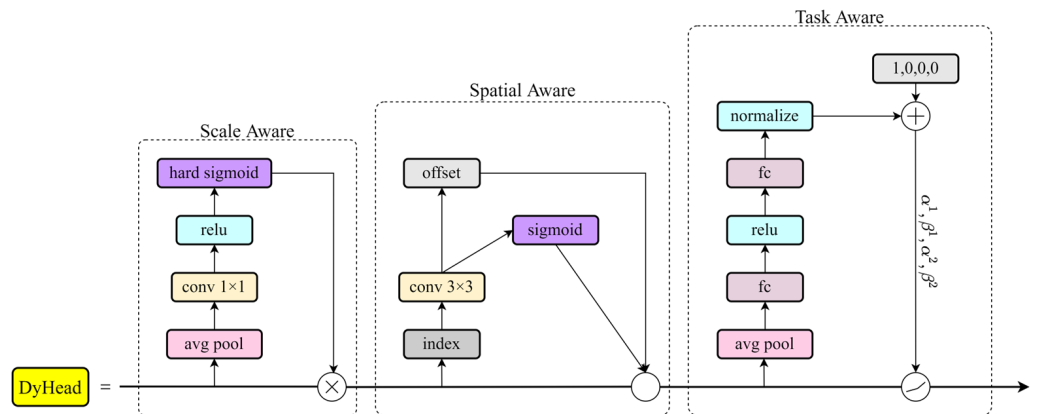 Task Aware
1,0,0,0
Spatial Aware
normalize
Scale Aware
hard sigmoid
offset
fc
relu
sigmoid
relu
α¹, β¹, α², β²
conv 1×1
conv 3×3
fc
avg pool
index
avg pool
DyHead =
×
+